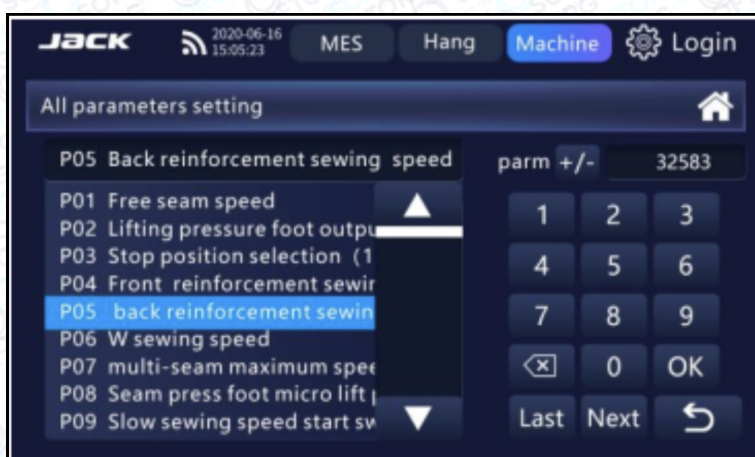 JACK 2020-06-16 MES Hang Machine Login
15:05:23
All parameters setting
P05 Back reinforcement sewing speed parm +/- 32583
P01 Free seam speed
P02 Lifting pressure foot outpu
P03 Stop position selection (1
P04 Front reinforcement sewir
P05 back reinforcement sewin
P06 W sewing speed
P07 multi-seam maximum spee
P08 Seam press foot micro lift
P09 Slow sewing speed start sw
1 2 3
4 5 6
7 8 9
0 OK
Last Next